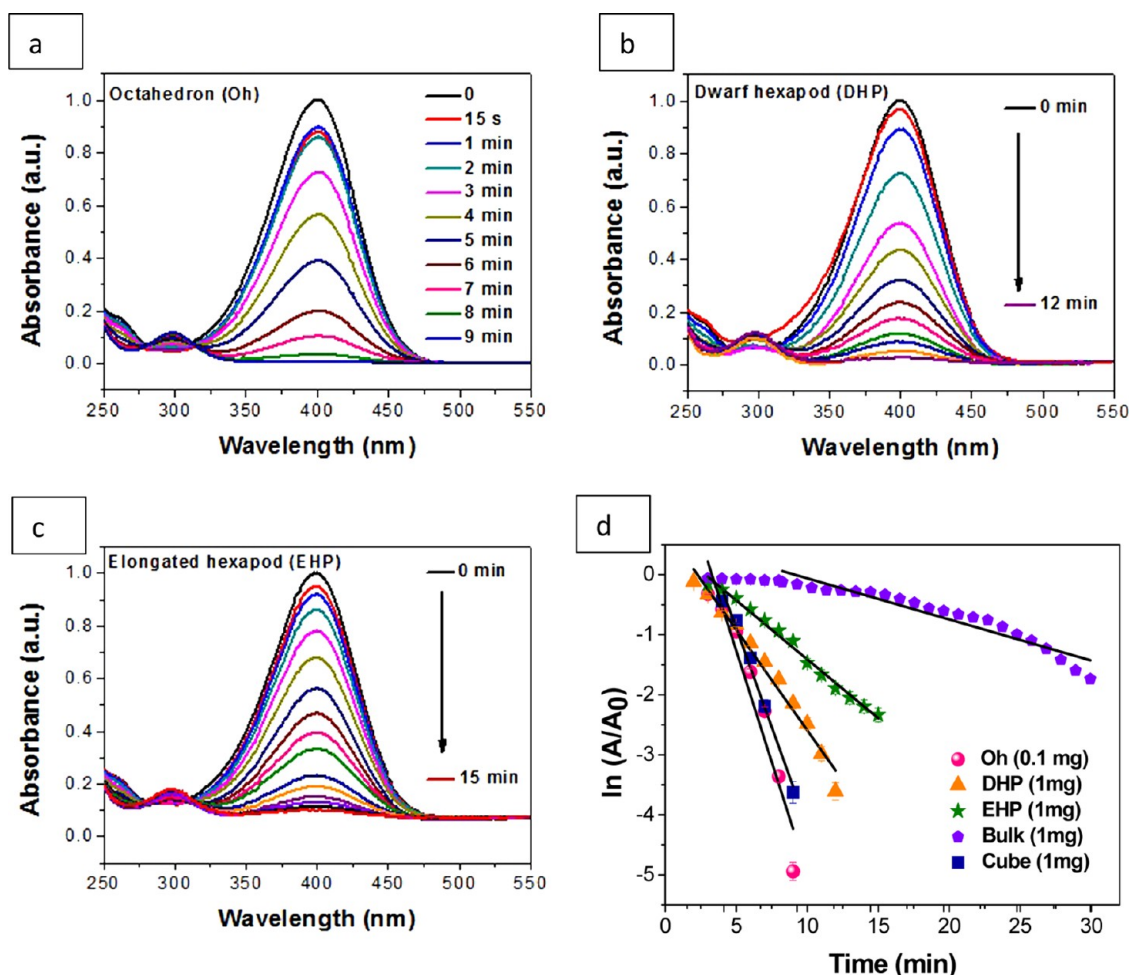 a
Octahedron (Oh)
0
15 s
1 min
2 min
3 min
4 min
5 min
6 min
7 min
8 min
9 min
1.0
0.8
0.6
0.4
0.2
0.0
250 300 350 400 450 500 550
Absorbance (a.u.)
Wavelength (nm)
b
Dwarf hexapod (DHP)
0 min
12 min
1.0
0.8
0.6
0.4
0.2
0.0
250 300 350 400 450 500 550
Absorbance (a.u.)
Wavelength (nm)
c
Elongated hexapod (EHP)
0 min
15 min
1.0
0.8
0.6
0.4
0.2
0.0
250 300 350 400 450 500 550
Absorbance (a.u.)
Wavelength (nm)
d
0
-1
-2
-3
-4
-5
0 5 10 15 20 25 30
ln (A/A0)
Time (min)
Oh (0.1 mg)
DHP (1mg)
EHP (1mg)
Bulk (1mg)
Cube (1mg)